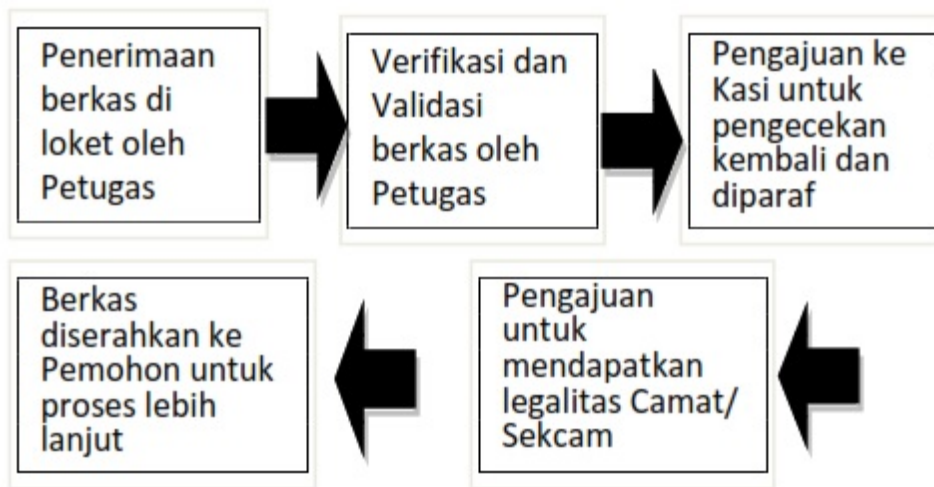 Penerimaan
berkas di
loket oleh
Petugas
Verifikasi dan
Validasi
berkas oleh
Petugas
Pengajuan ke
Kasi untuk
pengecekan
kembali dan
diparaf
Pengajuan
untuk
mendapatkan
legalitas Camat/
Sekcam
Berkas
diserahkan ke
Pemohon untuk
proses lebih
lanjut